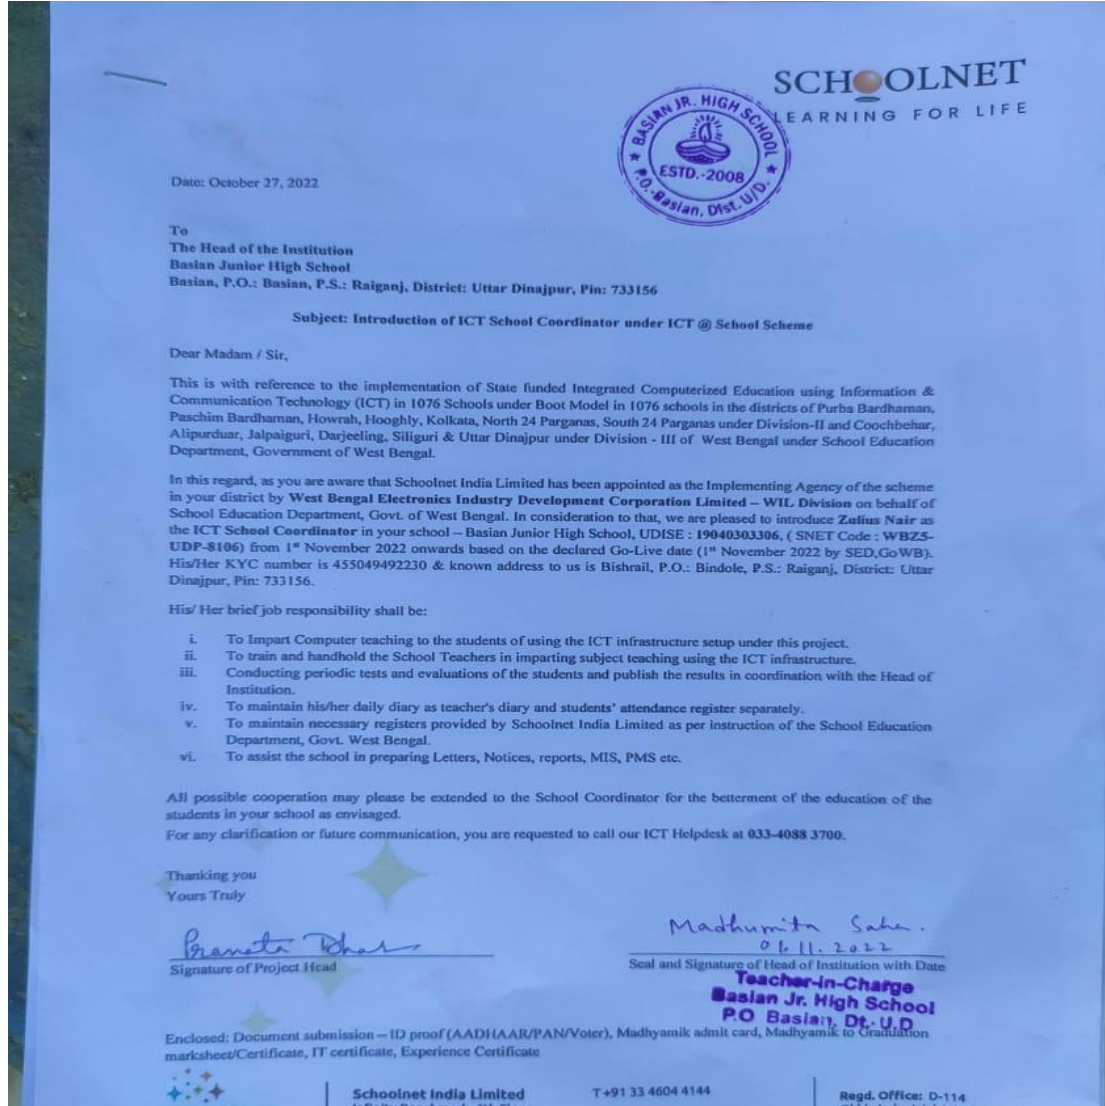 SCHOOLNET
LEARNING FOR LIFE
★ BASIAN JR. HIGH SCHOOL ★
ESTD.-2008
P.O.-Basian, Dist. U/D.
Date: October 27, 2022
To
The Head of the Institution
Basian Junior High School
Basian, P.O.: Basian, P.S.: Raiganj, District: Uttar Dinajpur, Pin: 733156
Subject: Introduction of ICT School Coordinator under ICT @ School Scheme
Dear Madam / Sir,
This is with reference to the implementation of State funded Integrated Computerized Education using Information &
Communication Technology (ICT) in 1076 Schools under Boot Model in 1076 schools in the districts of Purba Bardhaman,
Paschim Bardhaman, Howrah, Hooghly, Kolkata, North 24 Parganas, South 24 Parganas under Division-II and Coochbehar,
Alipurduar, Jalpaiguri, Darjeeling, Siliguri & Uttar Dinajpur under Division - III of West Bengal under School Education
Department, Government of West Bengal.
In this regard, as you are aware that Schoolnet India Limited has been appointed as the Implementing Agency of the scheme
in your district by West Bengal Electronics Industry Development Corporation Limited – WIL Division on behalf of
School Education Department, Govt. of West Bengal. In consideration to that, we are pleased to introduce Zulius Nair as
the ICT School Coordinator in your school – Basian Junior High School, UDISE : 19040303306, ( SNET Code : WBZ5-
UDP-8106) from 1st November 2022 onwards based on the declared Go-Live date (1st November 2022 by SED,GoWB).
His/Her KYC number is 455049492230 & known address to us is Bishrail, P.O.: Bindole, P.S.: Raiganj, District: Uttar
Dinajpur, Pin: 733156.
His/ Her brief job responsibility shall be:
i. To Impart Computer teaching to the students of using the ICT infrastructure setup under this project.
ii. To train and handhold the School Teachers in imparting subject teaching using the ICT infrastructure.
iii. Conducting periodic tests and evaluations of the students and publish the results in coordination with the Head of
Institution.
iv. To maintain his/her daily diary as teacher's diary and students' attendance register separately.
v. To maintain necessary registers provided by Schoolnet India Limited as per instruction of the School Education
Department, Govt. West Bengal.
vi. To assist the school in preparing Letters, Notices, reports, MIS, PMS etc.
All possible cooperation may please be extended to the School Coordinator for the betterment of the education of the
students in your school as envisaged.
For any clarification or future communication, you are requested to call our ICT Helpdesk at 033-4088 3700.
Thanking you
Yours Truly
Madhumita Saha.
01.11.2022
Signature of Project Head
Seal and Signature of Head of Institution with Date
Teacher-in-Charge
Basian Jr. High School
P.O Basian, Dt.-U.D
Enclosed: Document submission – ID proof (AADHAAR/PAN/Voter), Madhyamik admit card, Madhyamik to Graduation
marksheet/Certificate, IT certificate, Experience Certificate
Schoolnet India Limited
T +91 33 4604 4144
Regd. Office: D-114